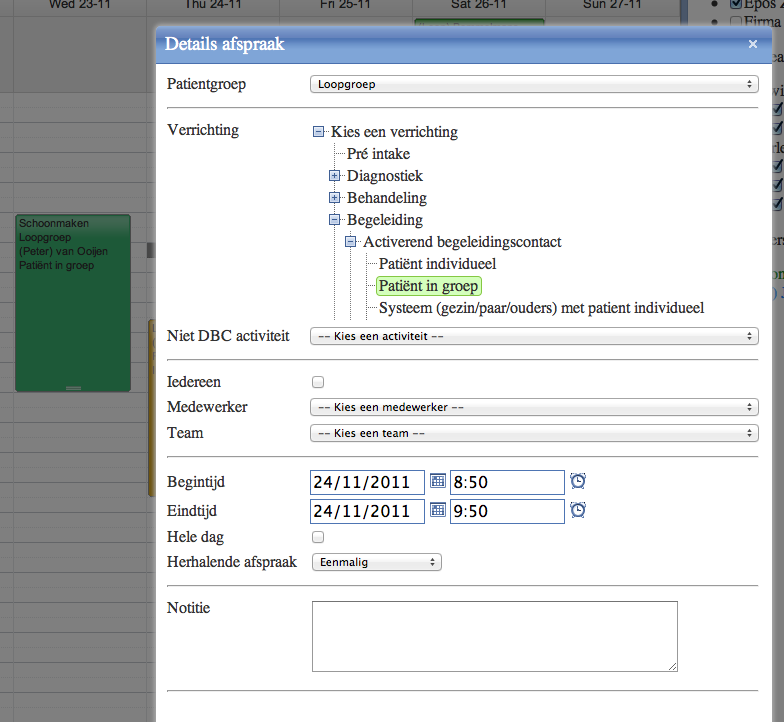 Wed 23-11 Thu 24-11 Fri 25-11 Sat 26-11 Sun 27-11
Epos
Firma
Details afspraak
Patientgroep Loopgroep
Verrichting Kies een verrichting
Pré intake
Diagnostiek
Behandeling
Begeleiding
Activerend begeleidingscontact
Patiënt individueel
Patiënt in groep
Systeem (gezin/paar/ouders) met patient individueel
Schoonmaken
Loopgroep
(Peter) van Ooijen
Patiënt in groep
Niet DBC activiteit -- Kies een activiteit --
Iedereen
Medewerker -- Kies een medewerker --
Team -- Kies een team --
Begintijd 24/11/2011 8:50
Eindtijd 24/11/2011 9:50
Hele dag
Herhalende afspraak Eenmalig
Notitie